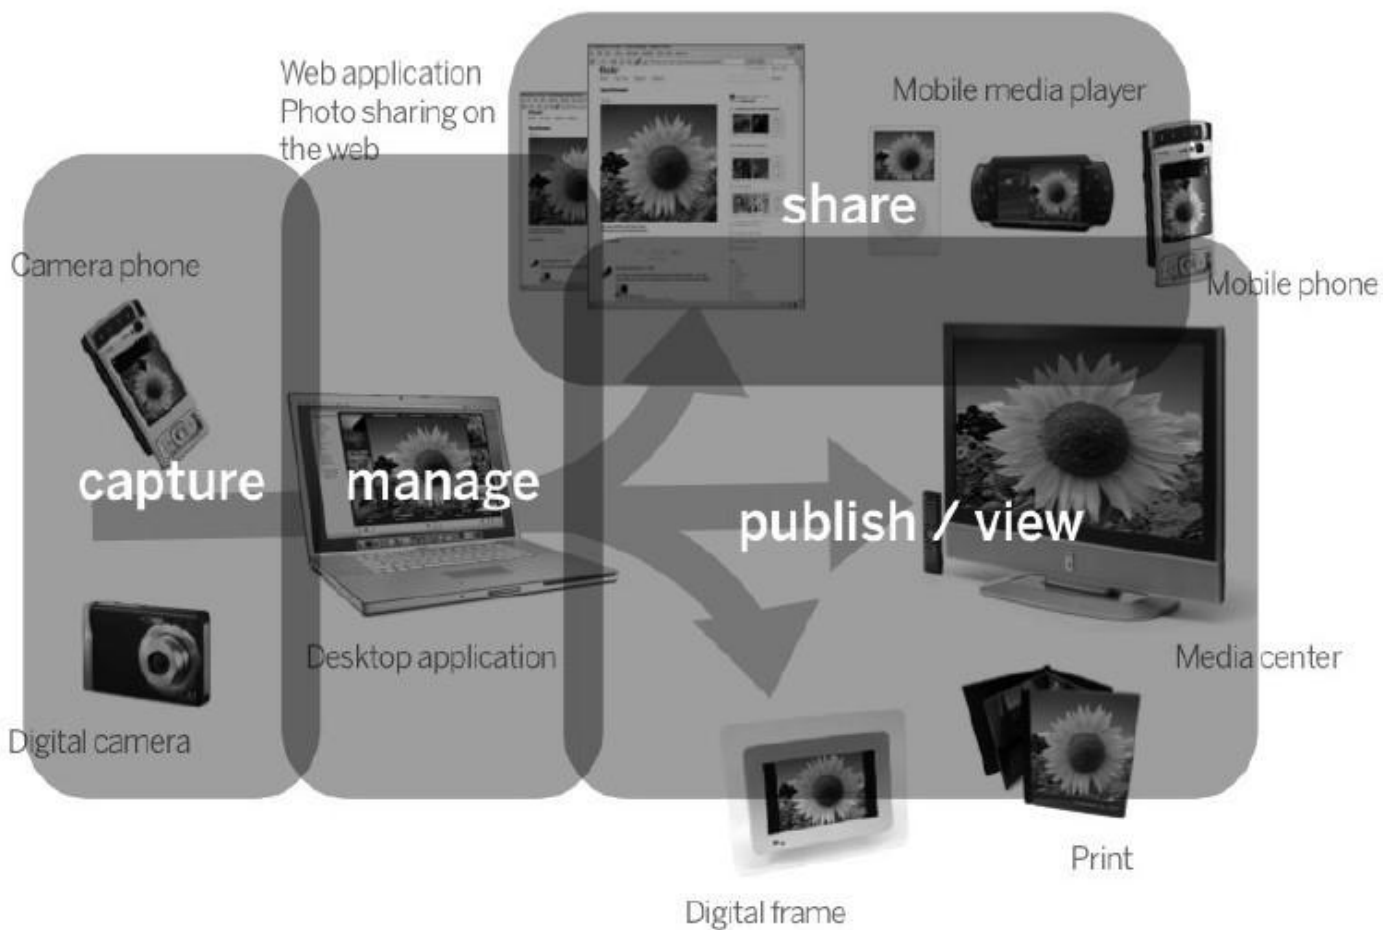 Web application
Photo sharing on
the web
Mobile media player
share
Camera phone
Mobile phone
capture
manage
publish / view
Desktop application
Media center
Digital camera
Print
Digital frame